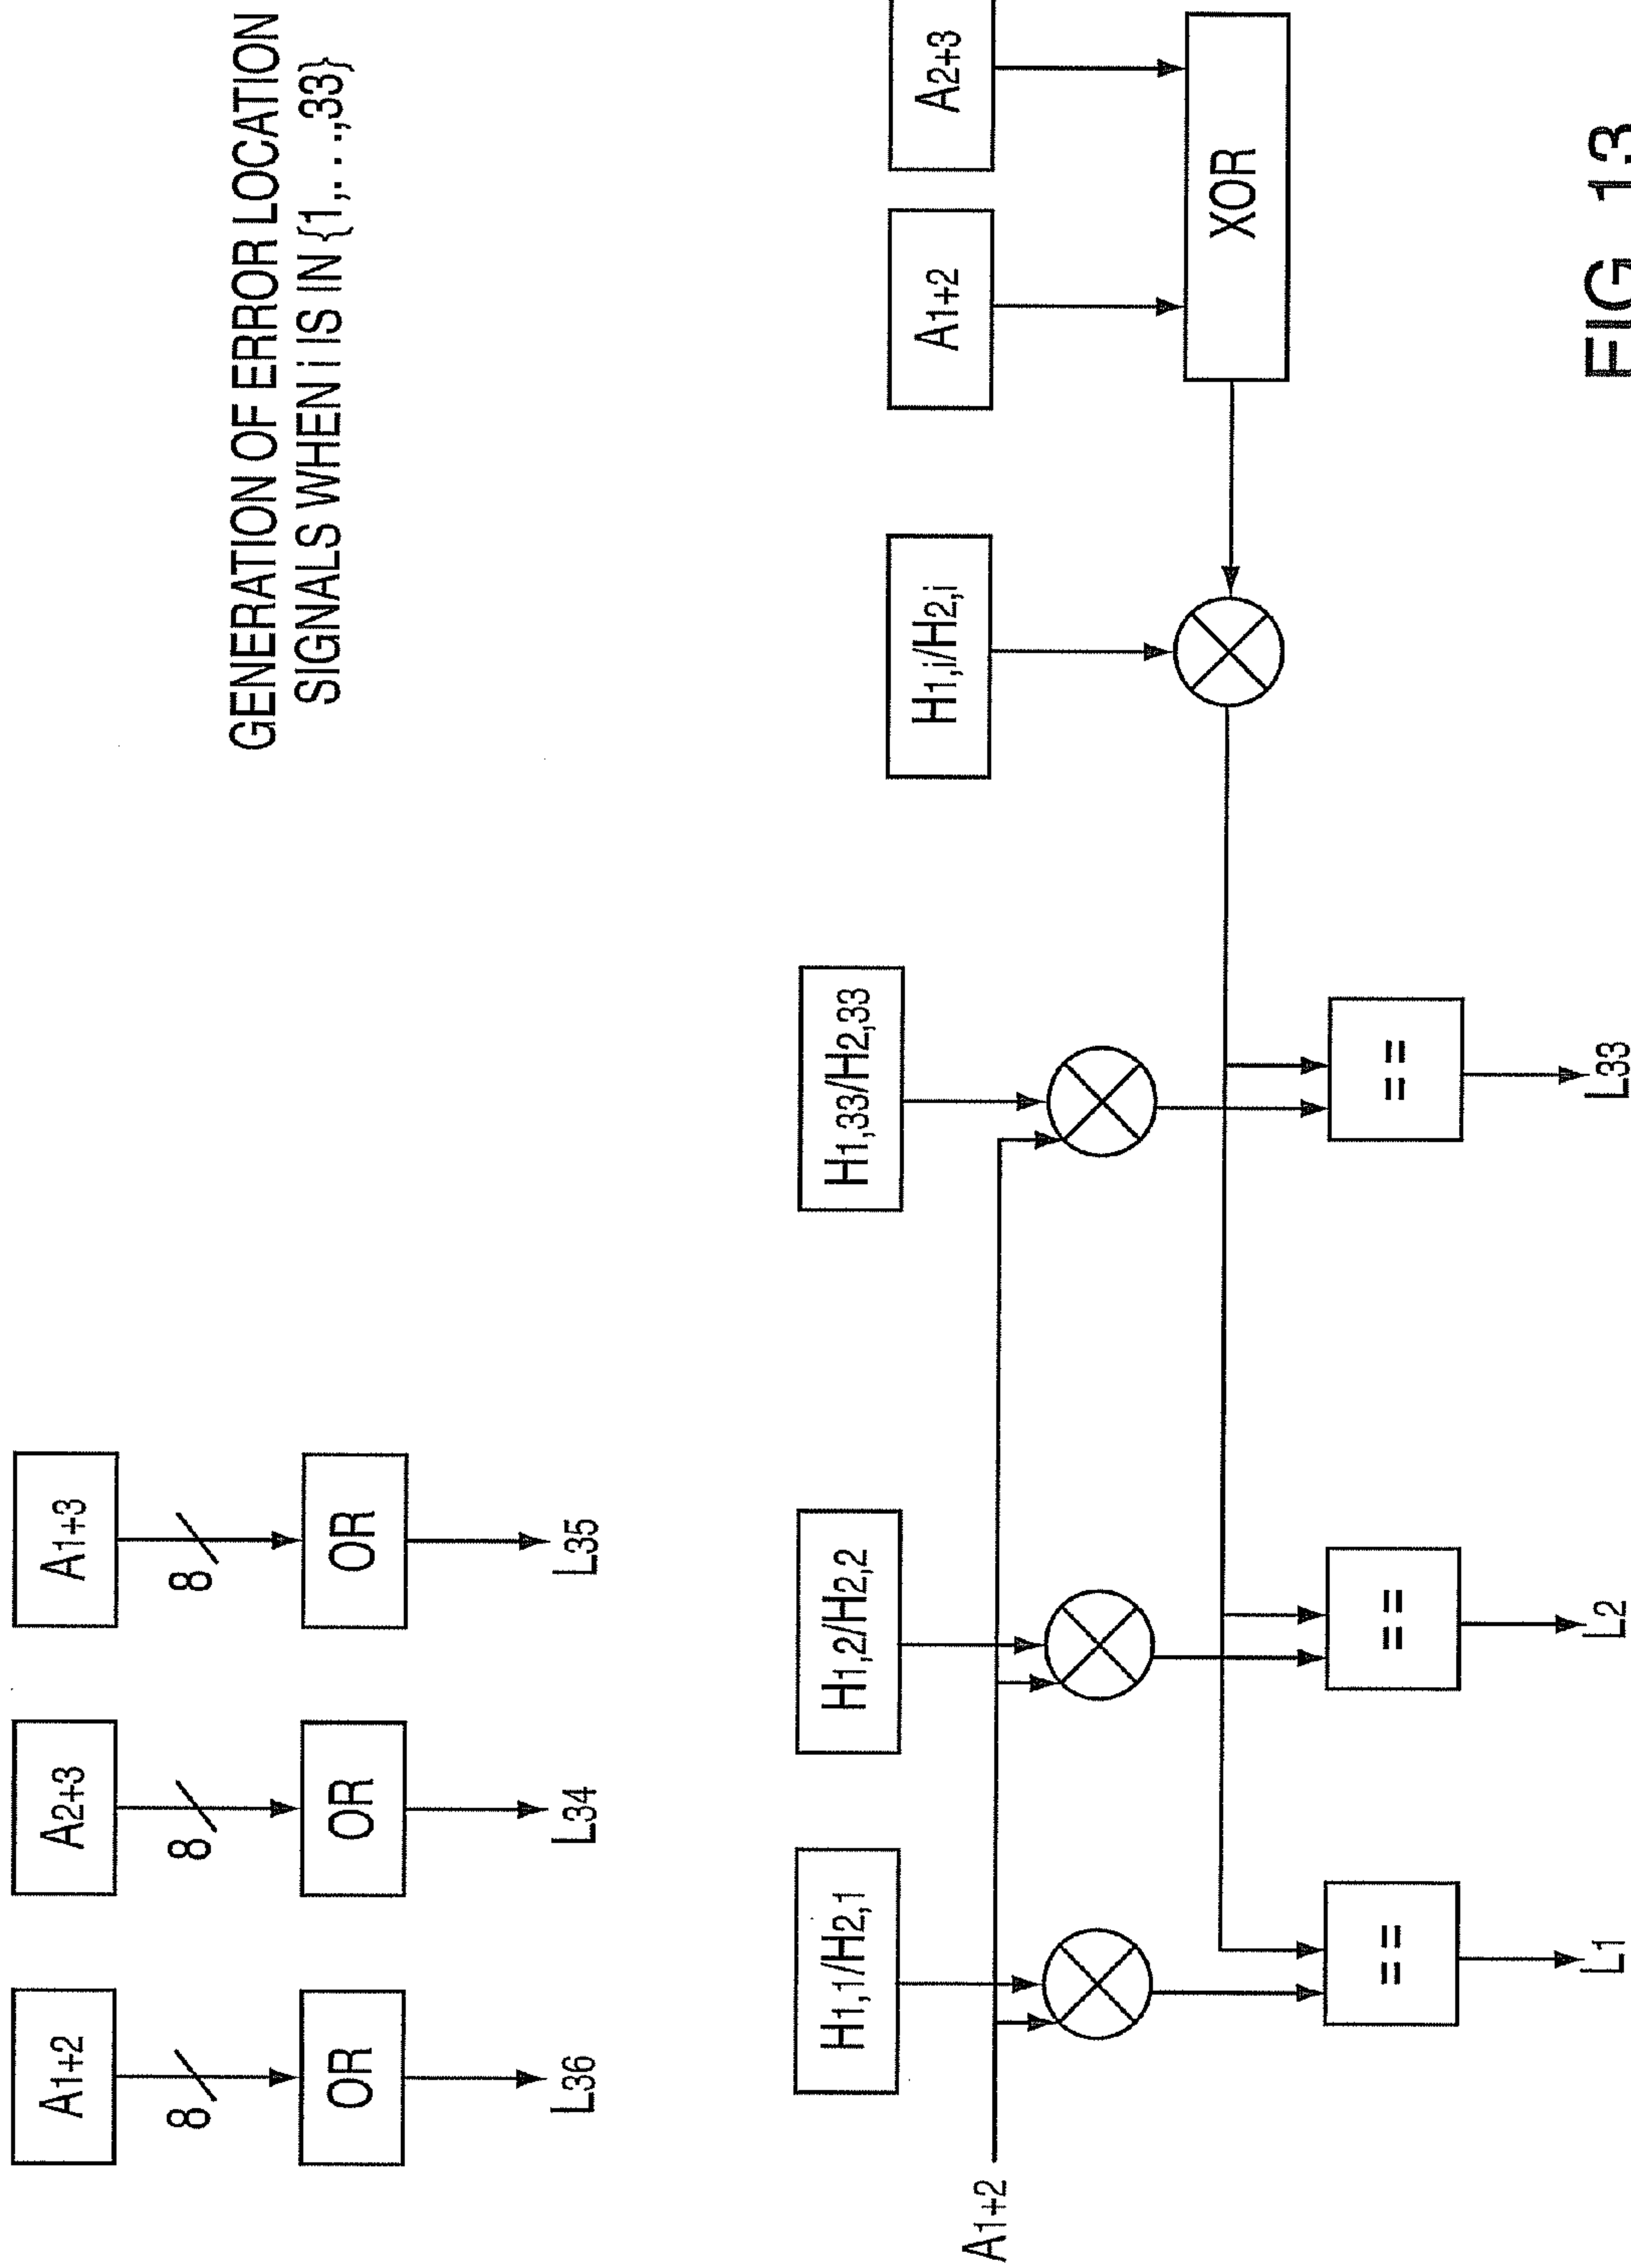 A1+2 A2+3 A1+3
8 8 8
OR OR OR
L36 L34 L35
GENERATION OF ERROR LOCATION
SIGNALS WHEN i IS IN {1,. . .,33}
H1,1/H2,1 H1,2/H2,2 H1,33/H2,33
H1,i/H2,i A1+2 A2+3
A1+2
XOR
== == ==
L1 L2 L33
FIG 13